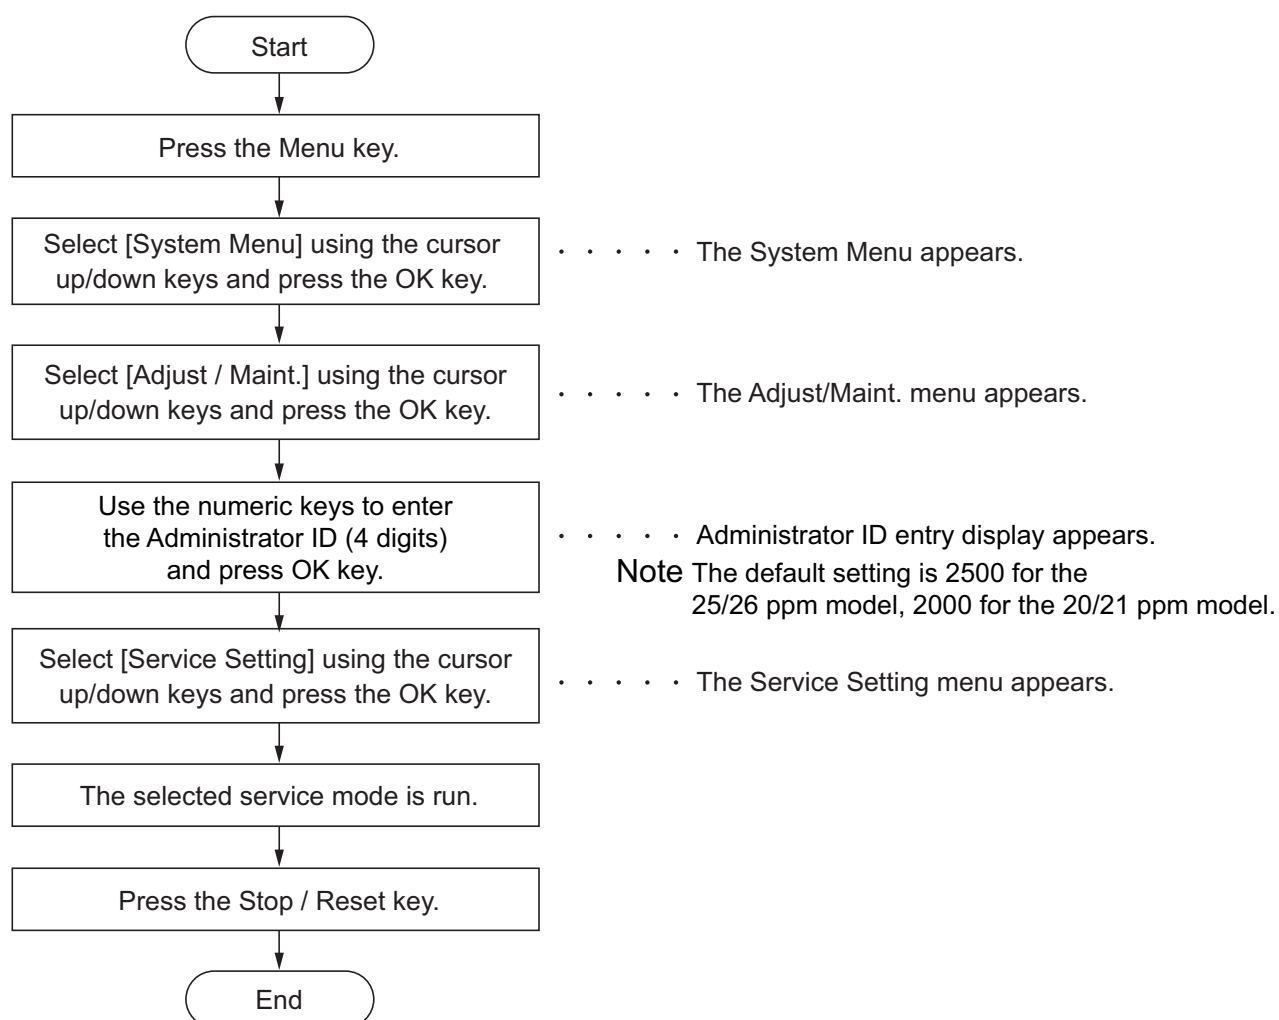 Start
Press the Menu key.
Select [System Menu] using the cursor
up/down keys and press the OK key.
· · · · · The System Menu appears.
Select [Adjust / Maint.] using the cursor
up/down keys and press the OK key.
· · · · · The Adjust/Maint. menu appears.
Use the numeric keys to enter
the Administrator ID (4 digits)
and press OK key.
· · · · · Administrator ID entry display appears.
Note The default setting is 2500 for the
25/26 ppm model, 2000 for the 20/21 ppm model.
Select [Service Setting] using the cursor
up/down keys and press the OK key.
· · · · · The Service Setting menu appears.
The selected service mode is run.
Press the Stop / Reset key.
End